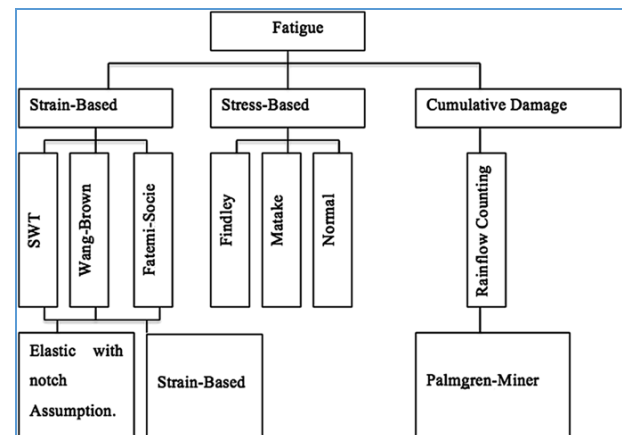 Fatigue
Strain-Based
Stress-Based
Cumulative Damage
SWT
Wang-Brown
Fatemi-Socie
Findley
Matake
Normal
Rainflow Counting
Elastic with
notch
Assumption.
Strain-Based
Palmgren-Miner